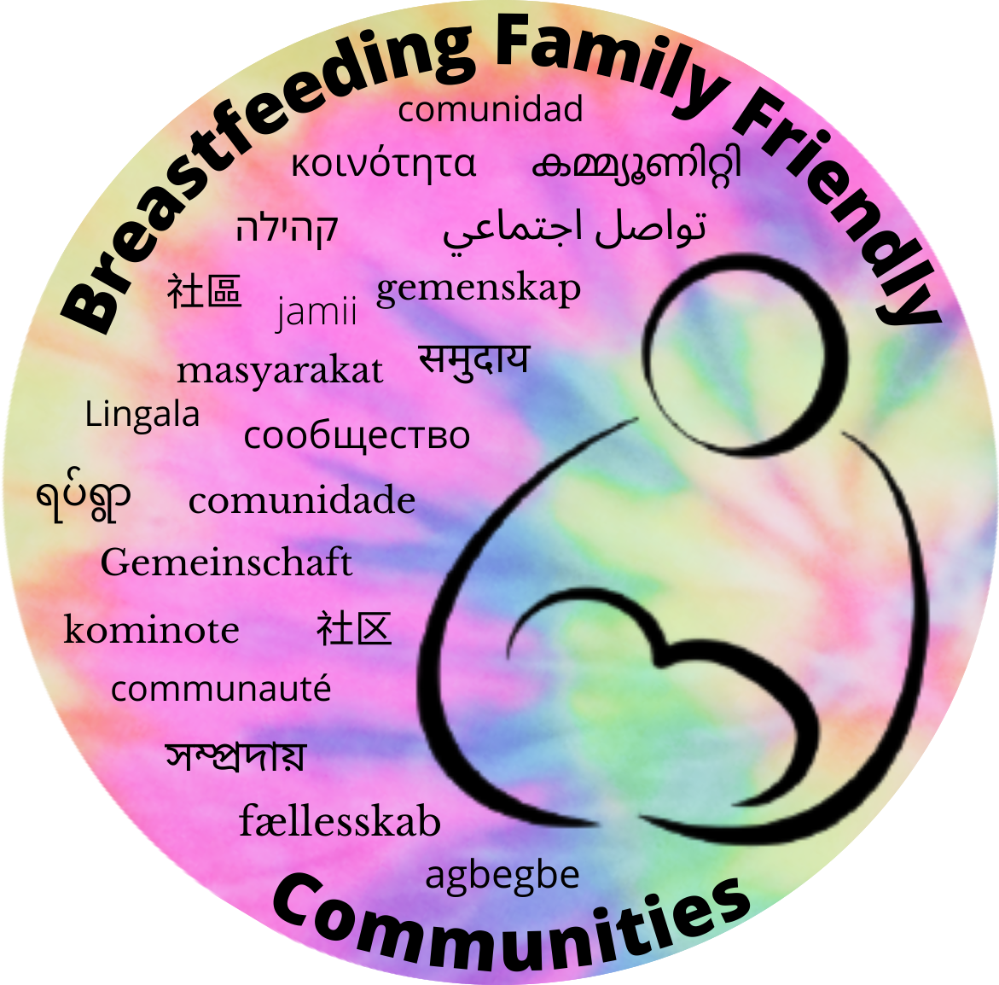 Breastfeeding Family Friendly
comunidad
κοινότητα കമ്മ്യൂണിറ്റി
קהילה تواصل اجتماعي
社區 jamii gemenskap
masyarakat समुदाय
Lingala
сообщество
ရပ်ရွာ comunidade
Gemeinschaft
kominote 社区
communauté
সম্প্রদায়
fællesskab
agbegbe
Communities